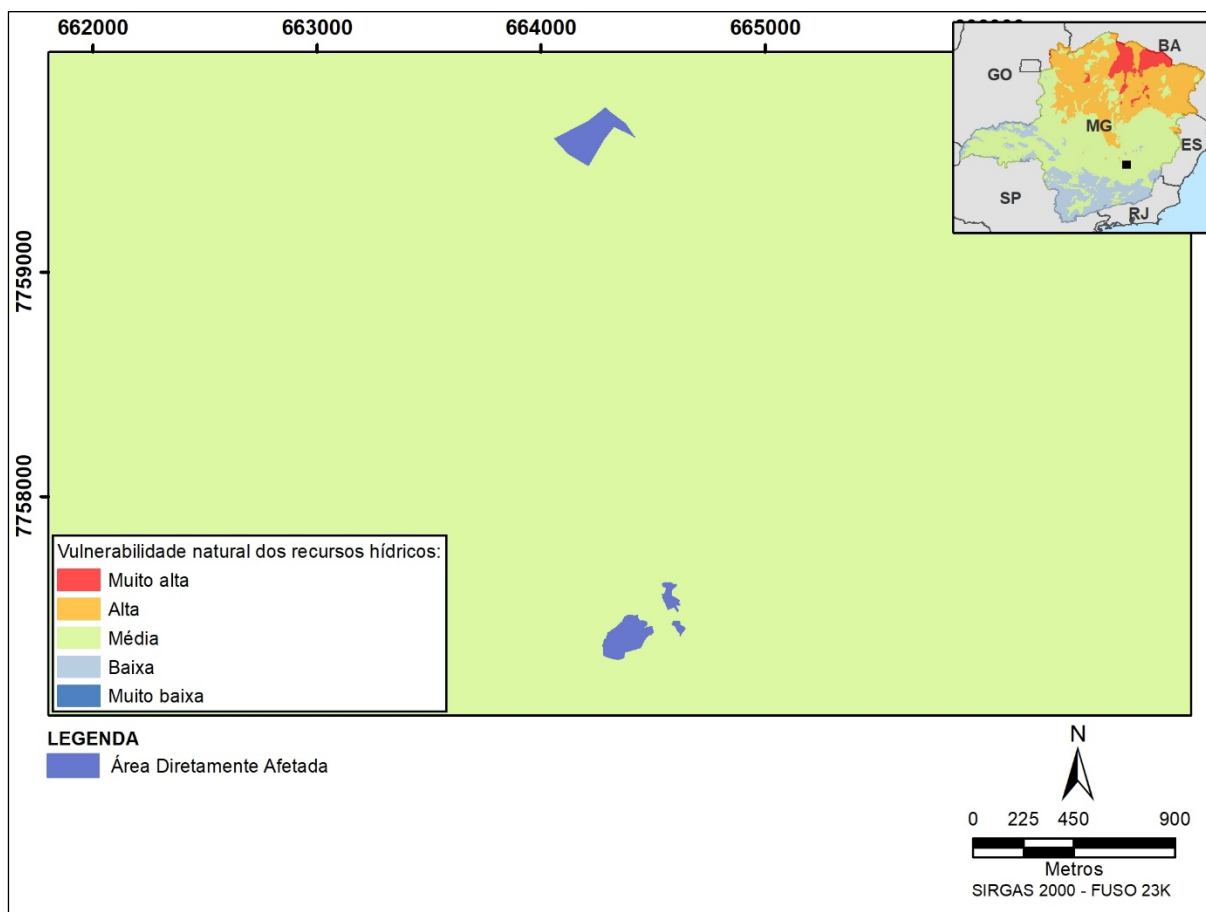 662000 663000 664000 665000
BA
GO
MG
ES
SP
RJ
7759000
7758000
Vulnerabilidade natural dos recursos hídricos:
Muito alta
Alta
Média
Baixa
Muito baixa
LEGENDA
Área Diretamente Afetada
N
0 225 450 900
Metros
SIRGAS 2000 - FUSO 23K